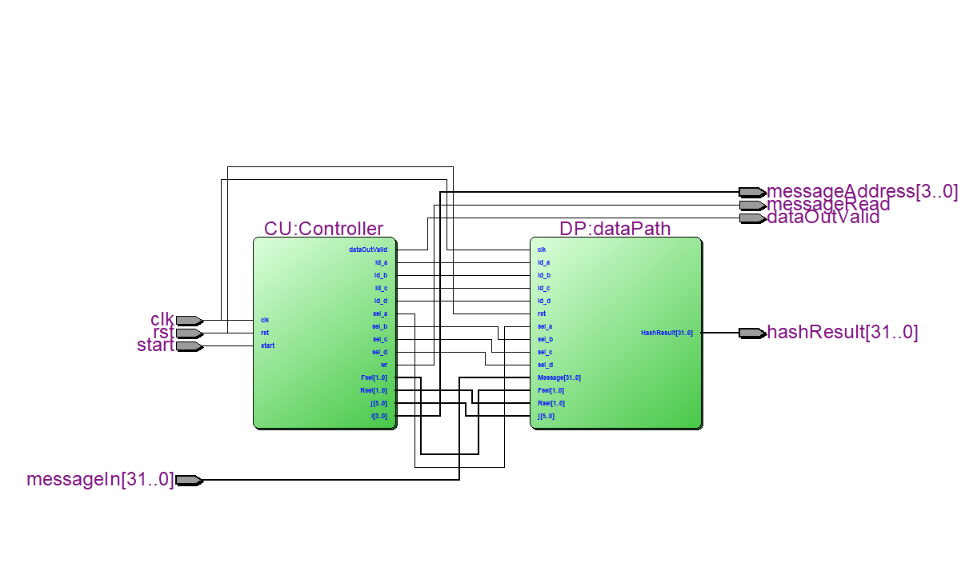 messageAddress[3..0]
messageRead
dataOutValid
CU:Controller
DP:dataPath
dataOutValid
ld_a
ld_b
ld_c
ld_d
sel_a
sel_b
sel_c
sel_d
wr
Fsel[1..0]
Rsel[1..0]
j[5..0]
i[3..0]
clk
rst
start
clk
ld_a
ld_b
ld_c
ld_d
rst
sel_a
sel_b
sel_c
sel_d
Message[31..0]
Fsel[1..0]
Rsel[1..0]
j[5..0]
HashResult[31..0]
clk
rst
start
hashResult[31..0]
messageIn[31..0]